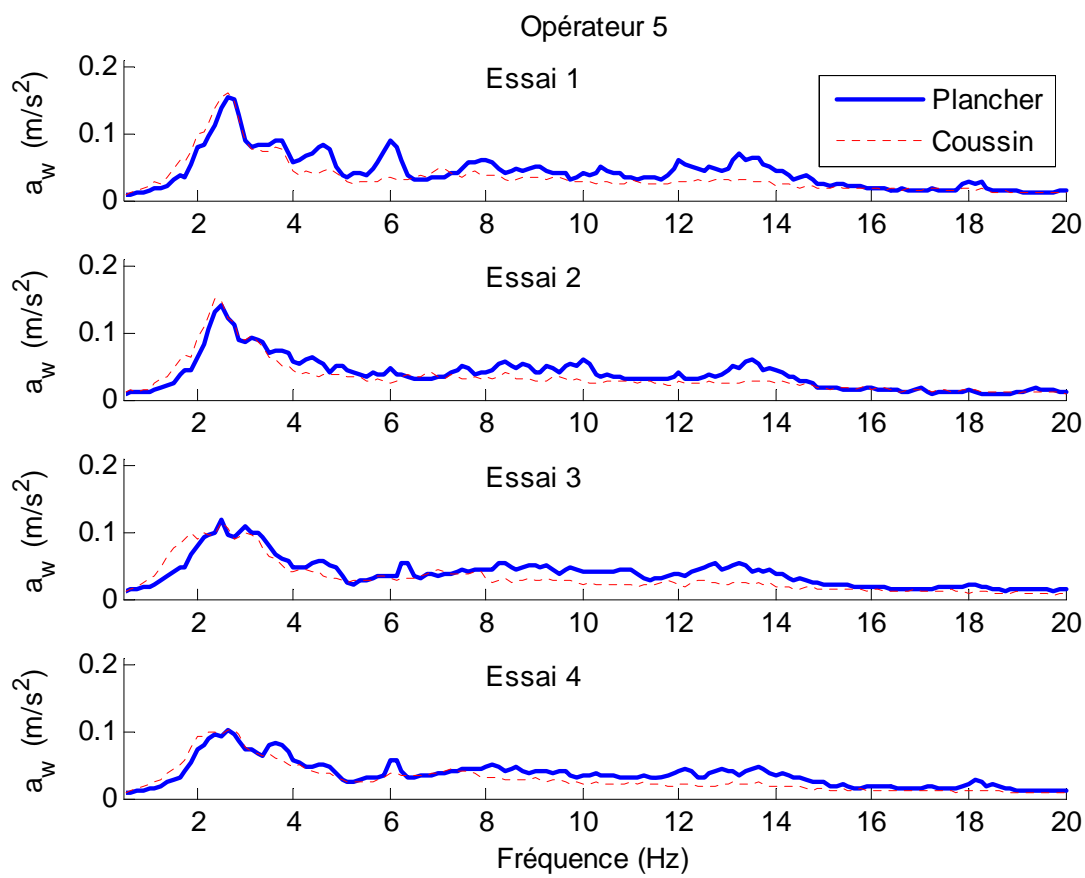 Opérateur 5
Essai 1
Plancher
Coussin
a_w (m/s²)
0.2
0.1
0
2 4 6 8 10 12 14 16 18 20
Essai 2
a_w (m/s²)
0.2
0.1
0
2 4 6 8 10 12 14 16 18 20
Essai 3
a_w (m/s²)
0.2
0.1
0
2 4 6 8 10 12 14 16 18 20
Essai 4
a_w (m/s²)
0.2
0.1
0
2 4 6 8 10 12 14 16 18 20
Fréquence (Hz)